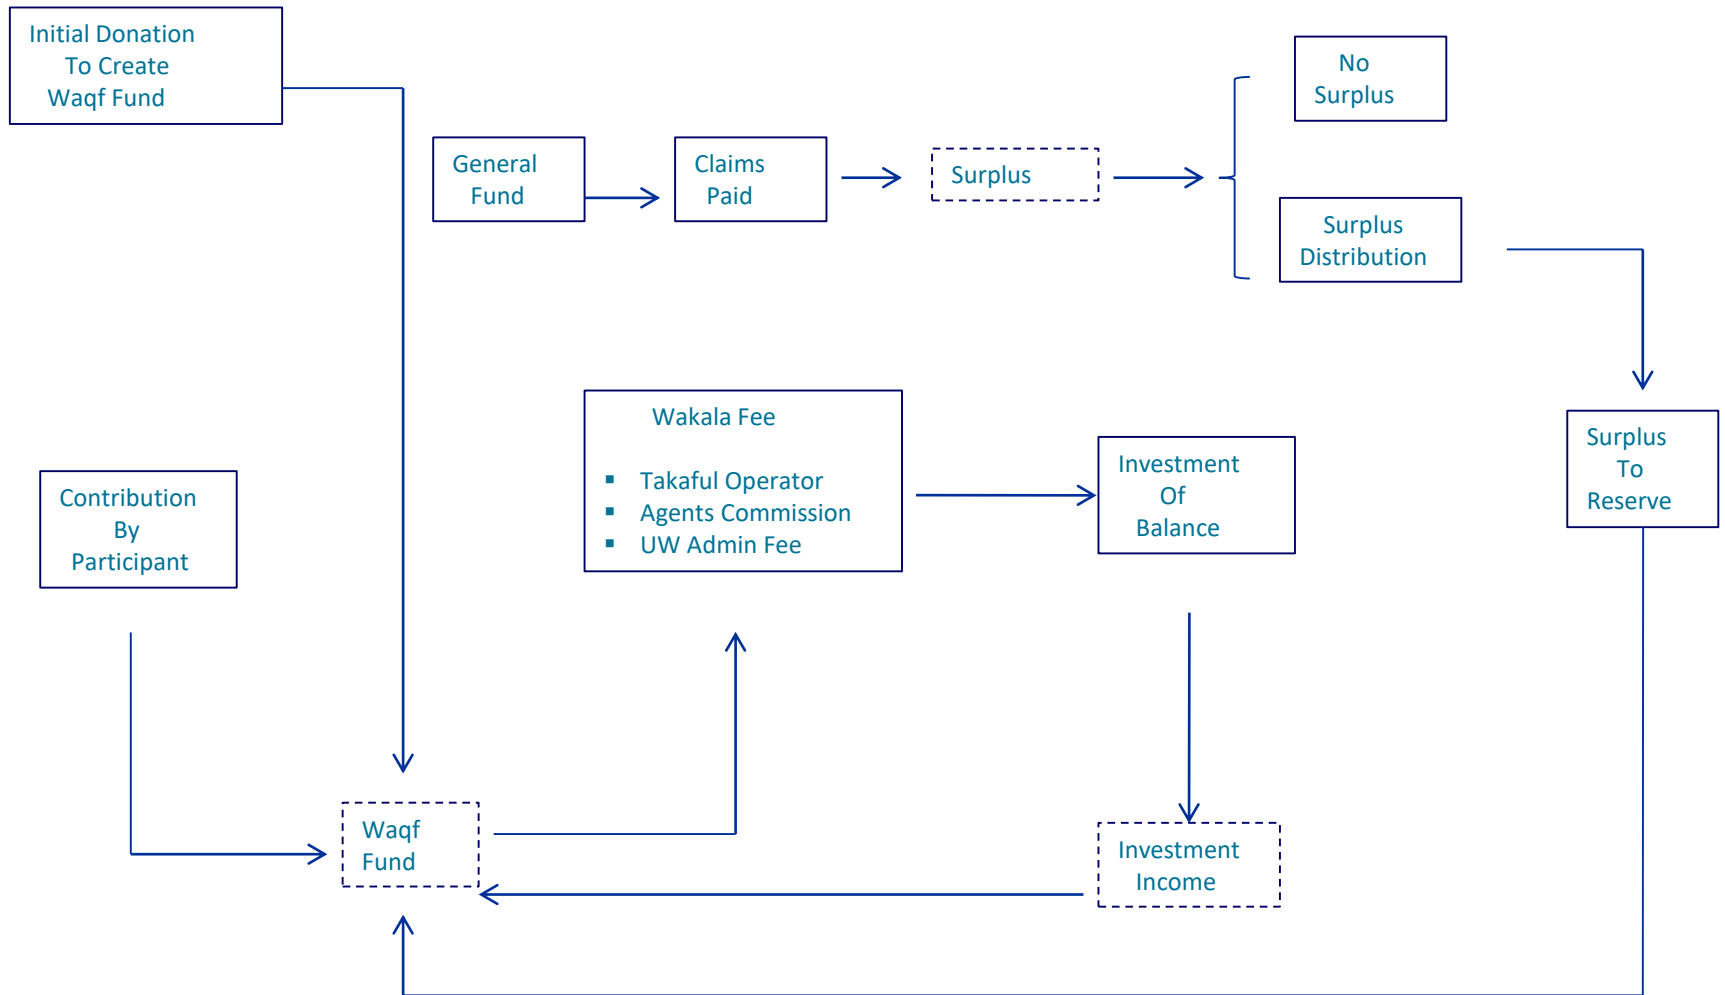 Initial Donation
To Create
Waqf Fund
No
Surplus
General
Fund
Claims
Paid
Surplus
Surplus
Distribution
Wakala Fee
▪ Takaful Operator
▪ Agents Commission
▪ UW Admin Fee
Investment
Of
Balance
Surplus
To
Reserve
Contribution
By
Participant
Waqf
Fund
Investment
Income